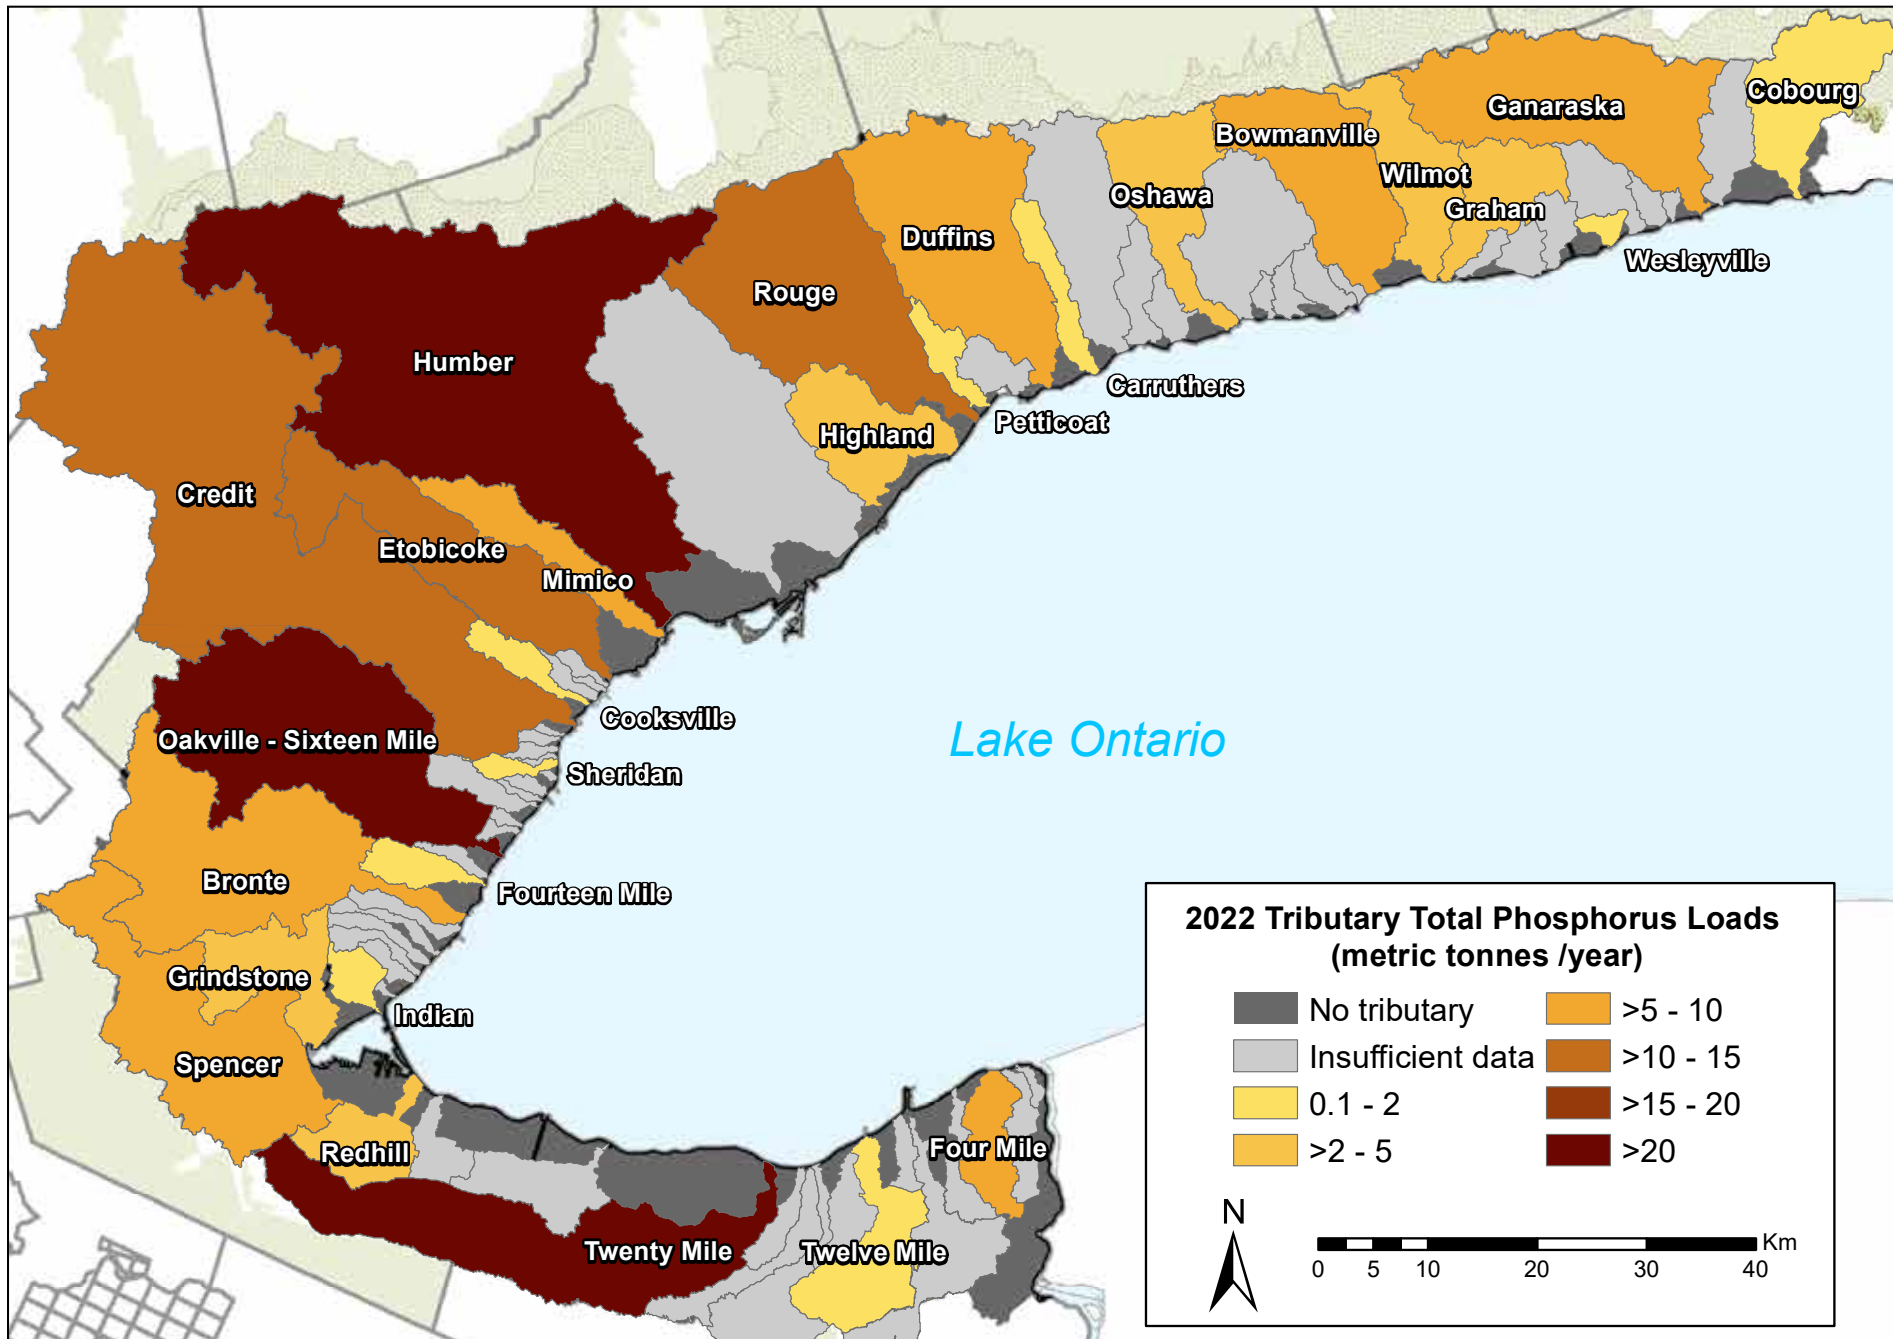 Cobourg
Ganaraska
Bowmanville
Wilmot
Oshawa
Graham
Duffins
Wesleyville
Rouge
Humber
Carruthers
Petticoat
Highland
Credit
Etobicoke
Mimico
Cooksville
Oakville - Sixteen Mile
Lake Ontario
Sheridan
Bronte
Fourteen Mile
Grindstone
Indian
Spencer
Redhill
Four Mile
Twenty Mile
Twelve Mile
2022 Tributary Total Phosphorus Loads
(metric tonnes /year)
No tributary
Insufficient data
0.1 - 2
>2 - 5
>5 - 10
>10 - 15
>15 - 20
>20
N
Km
0 5 10 20 30 40